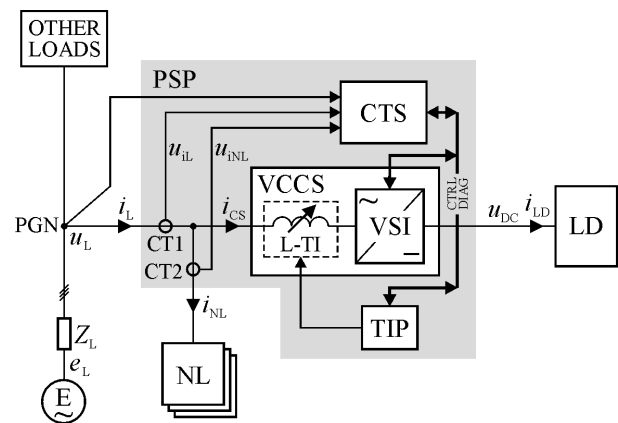 OTHER
LOADS
PSP
CTS
u_iL
u_iNL
VCCS
CTRL
DIAG
PGN
i_L
i_CS
u_L
CT1
L-TI
VSI
u_DC
i_LD
LD
CT2
i_NL
TIP
Z_L
e_L
E
NL